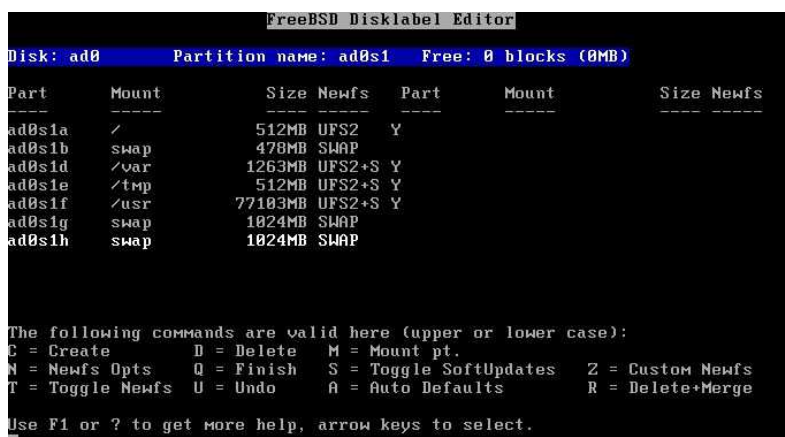 FreeBSD Disklabel Editor
Disk: ad0 Partition name: ad0s1 Free: 0 blocks (0MB)
Part Mount Size Newfs Part Mount Size Newfs
---- ----- ---- ----- ---- ----- ---- -----
ad0s1a / 512MB UFS2 Y
ad0s1b swap 478MB SWAP
ad0s1d /var 1263MB UFS2+S Y
ad0s1e /tmp 512MB UFS2+S Y
ad0s1f /usr 77103MB UFS2+S Y
ad0s1g swap 1024MB SWAP
ad0s1h swap 1024MB SWAP
The following commands are valid here (upper or lower case):
C = Create D = Delete M = Mount pt.
N = Newfs Opts Q = Finish S = Toggle SoftUpdates Z = Custom Newfs
T = Toggle Newfs U = Undo A = Auto Defaults R = Delete+Merge
Use F1 or ? to get more help, arrow keys to select.